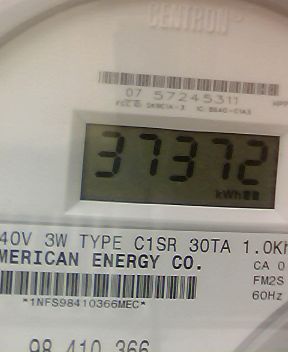 CENTRON
07 57245311
37372
kWh
40V 3W TYPE C1SR 30TA 1.0Kh
MERICAN ENERGY CO.
CA 0
FM2S
60Hz
*1NFS98410366MEC*
98 410 366